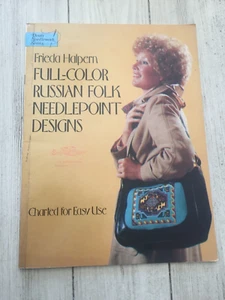 Frieda Halpern
FULL-COLOR
RUSSIAN FOLK
NEEDLEPOINT
DESIGNS
Charted for Easy Use